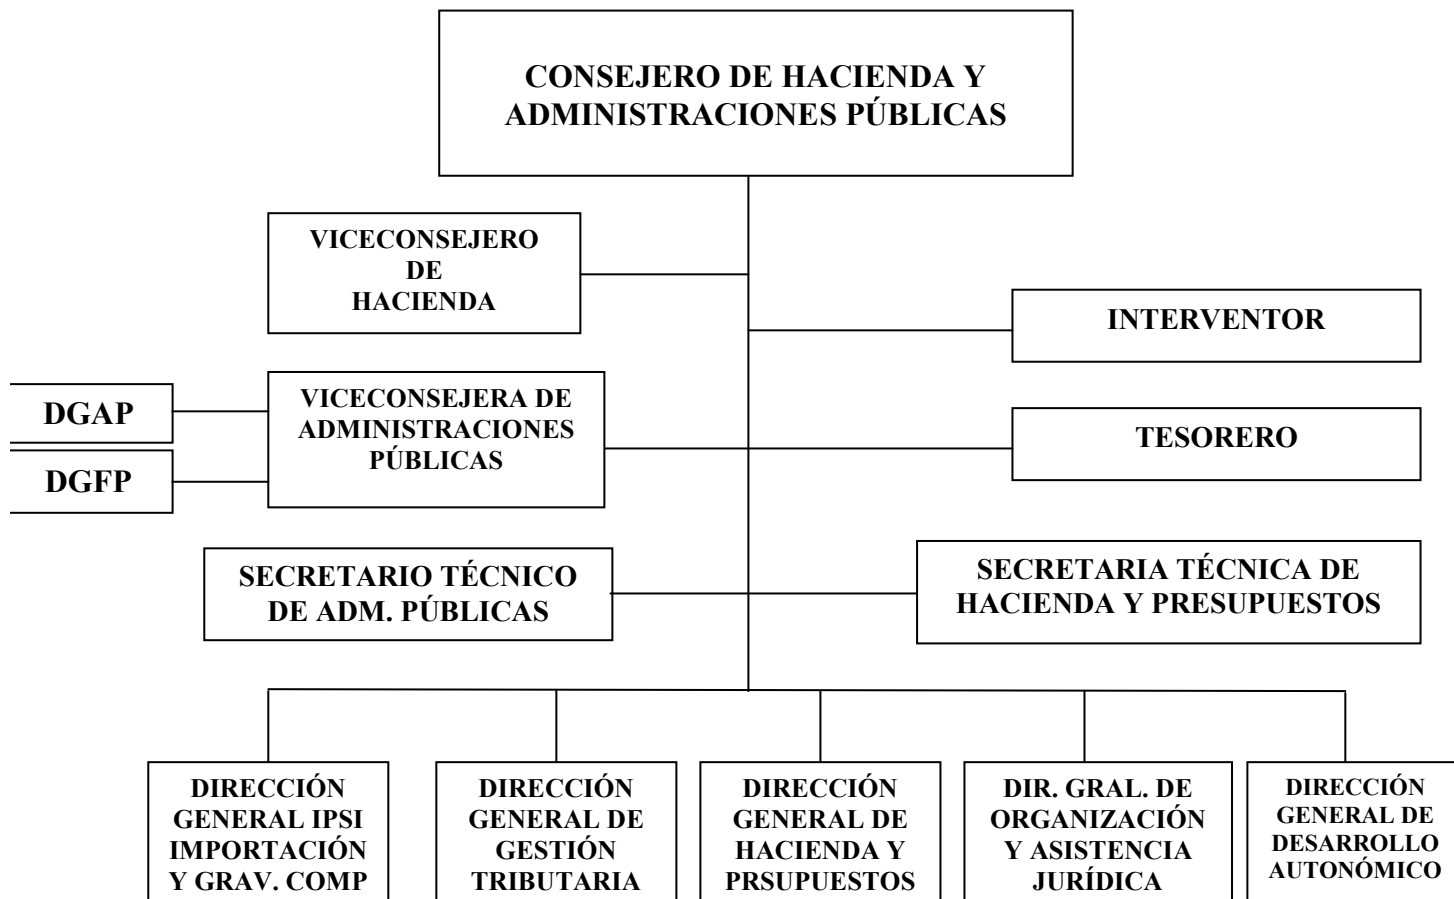 CONSEJERO DE HACIENDA Y
ADMINISTRACIONES PÚBLICAS
VICECONSEJERO
DE
HACIENDA
INTERVENTOR
DGAP
DGFP
VICECONSEJERA DE
ADMINISTRACIONES
PÚBLICAS
TESORERO
SECRETARIO TÉCNICO
DE ADM. PÚBLICAS
SECRETARIA TÉCNICA DE
HACIENDA Y PRESUPUESTOS
DIRECCIÓN
GENERAL IPSI
IMPORTACIÓN
Y GRAV. COMP
DIRECCIÓN
GENERAL DE
GESTIÓN
TRIBUTARIA
DIRECCIÓN
GENERAL DE
HACIENDA Y
PRSUPUESTOS
DIR. GRAL. DE
ORGANIZACIÓN
Y ASISTENCIA
JURÍDICA
DIRECCIÓN
GENERAL DE
DESARROLLO
AUTONÓMICO